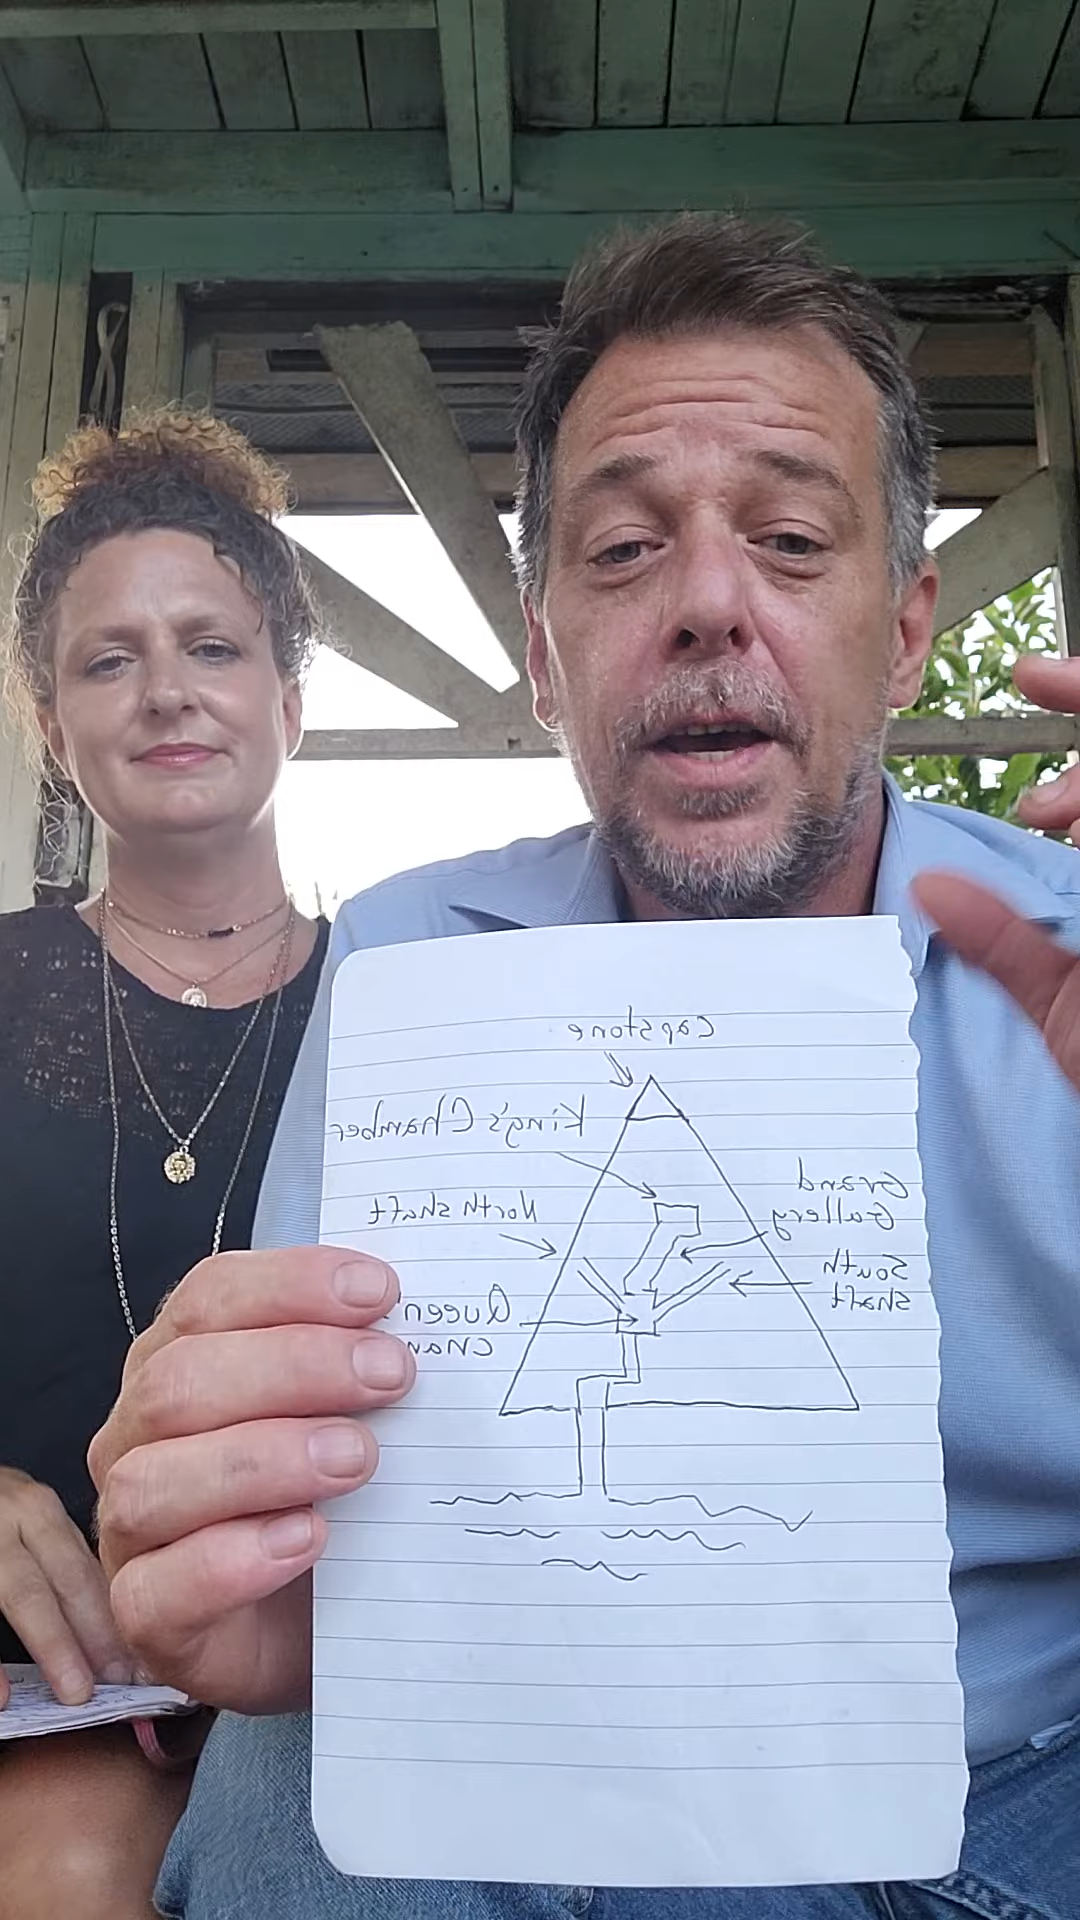 Capstone
King's Chamber
Grand
Gallery
North shaft
South
shaft
Queen